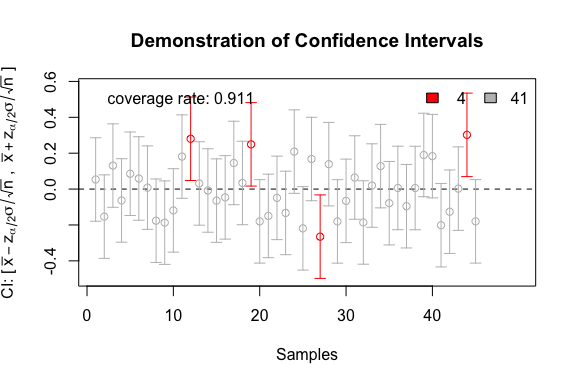 Demonstration of Confidence Intervals
coverage rate: 0.911
4
41
CI: [ x̅ − zα/2σ/√n , x̅ + zα/2σ/√n ]
0.6
0.4
0.2
0.0
-0.4
0 10 20 30 40
Samples